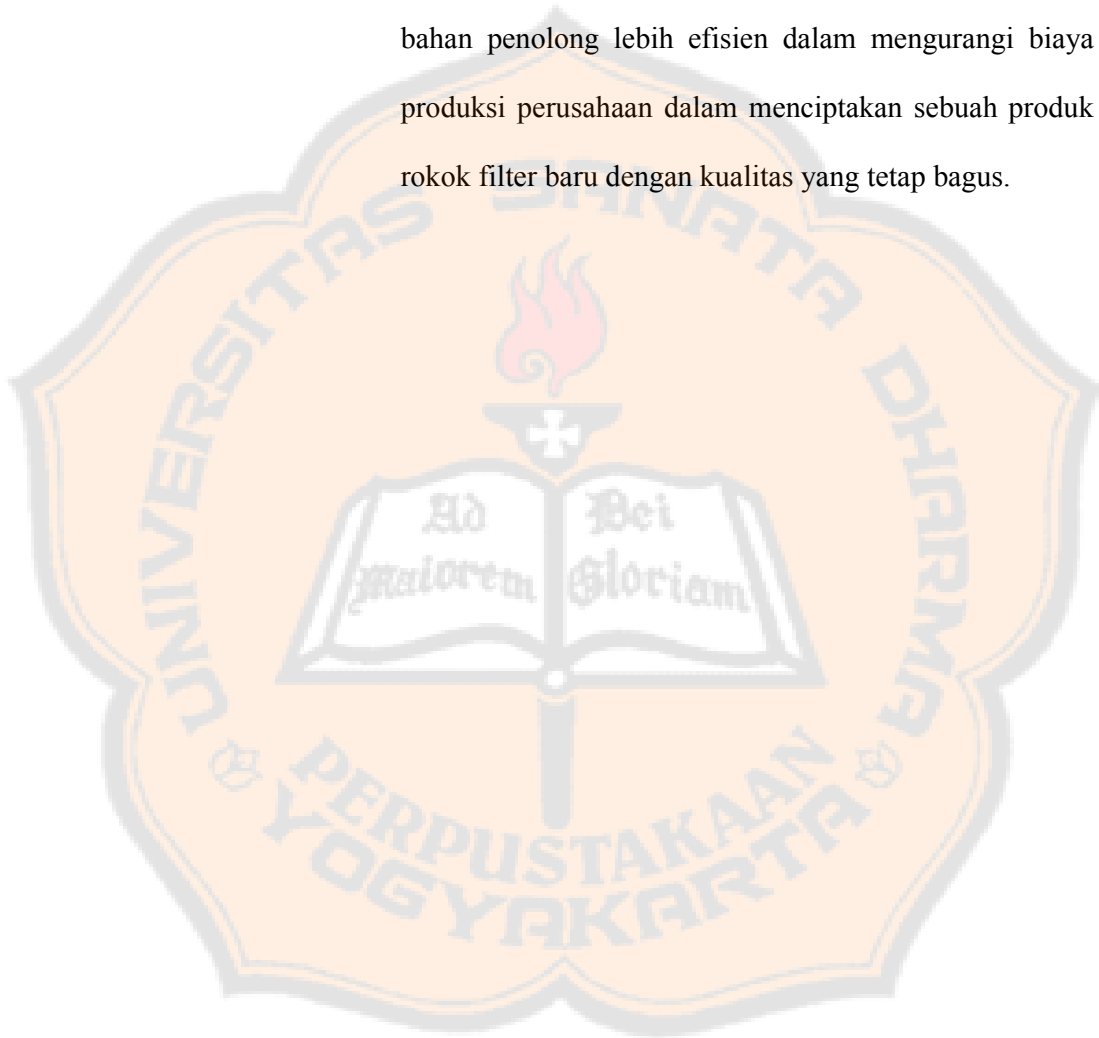 bahan penolong lebih efisien dalam mengurangi biaya
produksi perusahaan dalam menciptakan sebuah produk
rokok filter baru dengan kualitas yang tetap bagus.
UNIVERSITAS SANATA DHARMA
Ad Dei
Maiorem Gloriam
PERPUSTAKAAN
YOGYAKARTA